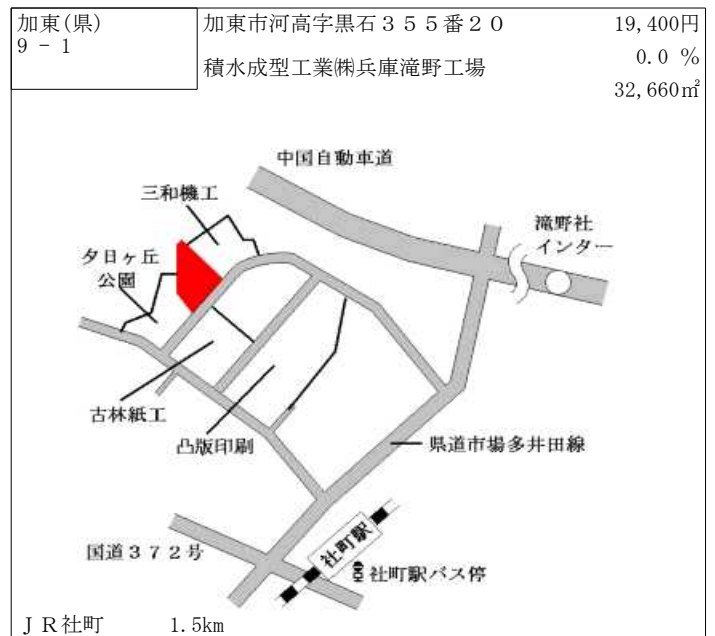 加東(県)
9 - 1
加東市河高字黒石３５５番２０
積水成型工業㈱兵庫滝野工場
19,400円
0.0 %
32,660㎡
中国自動車道
三和機工
滝野社
インター
夕日ヶ丘
公園
古林紙工
凸版印刷
県道市場多井田線
国道３７２号
社町駅
社町駅バス停
ＪＲ社町 1.5km